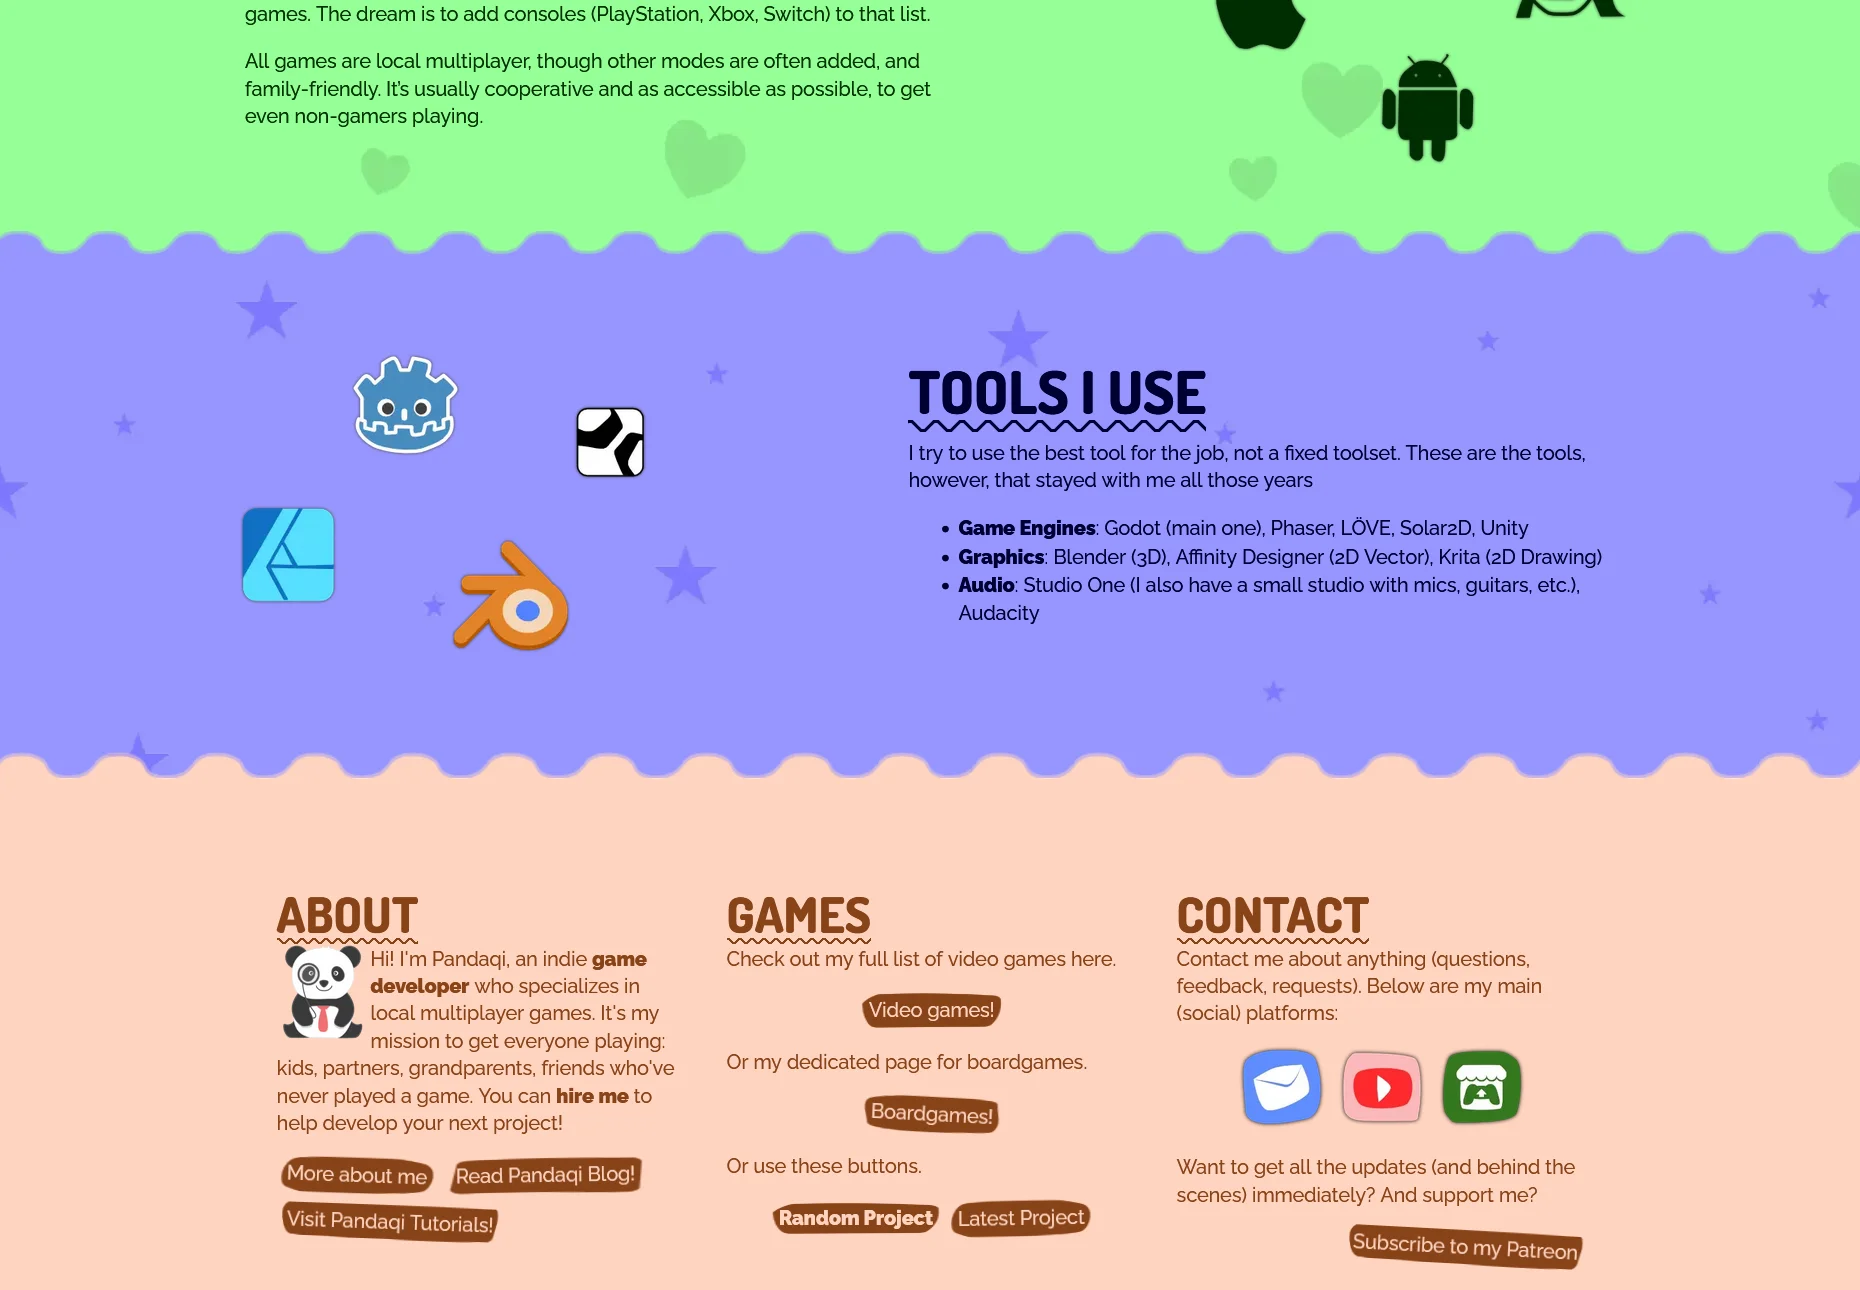 games. The dream is to add consoles (PlayStation, Xbox, Switch) to that list.
All games are local multiplayer, though other modes are often added, and
family-friendly. It's usually cooperative and as accessible as possible, to get
even non-gamers playing.
TOOLS I USE
I try to use the best tool for the job, not a fixed toolset. These are the tools,
however, that stayed with me all those years
• Game Engines: Godot (main one), Phaser, LÖVE, Solar2D, Unity
• Graphics: Blender (3D), Affinity Designer (2D Vector), Krita (2D Drawing)
• Audio: Studio One (I also have a small studio with mics, guitars, etc.),
Audacity
ABOUT
Hi! I'm Pandaqi, an indie game
developer who specializes in
local multiplayer games. It's my
mission to get everyone playing:
kids, partners, grandparents, friends who've
never played a game. You can hire me to
help develop your next project!
More about me
Read Pandaqi Blog!
Visit Pandaqi Tutorials!
GAMES
Check out my full list of video games here.
Video games!
Or my dedicated page for boardgames.
Boardgames!
Or use these buttons.
Random Project
Latest Project
CONTACT
Contact me about anything (questions,
feedback, requests). Below are my main
(social) platforms:
Want to get all the updates (and behind the
scenes) immediately? And support me?
Subscribe to my Patreon